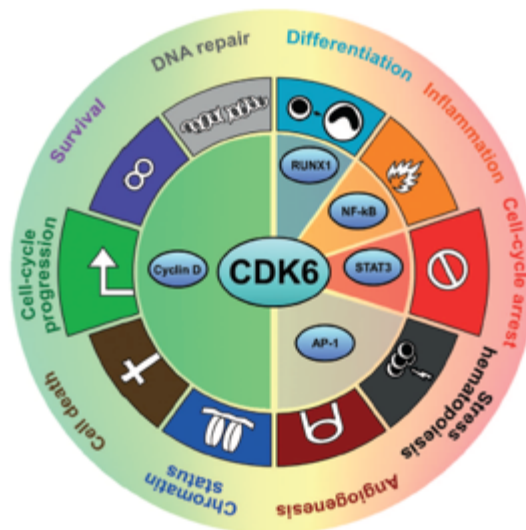 DNA repair
Differentiation
Inflammation
Cell-cycle arrest
Stress
hematopoiesis
Angiogenesis
Chromatin
status
Cell death
Cell-cycle
progression
Survival
RUNX1
NF-kB
Cyclin D
CDK6
STAT3
AP-1